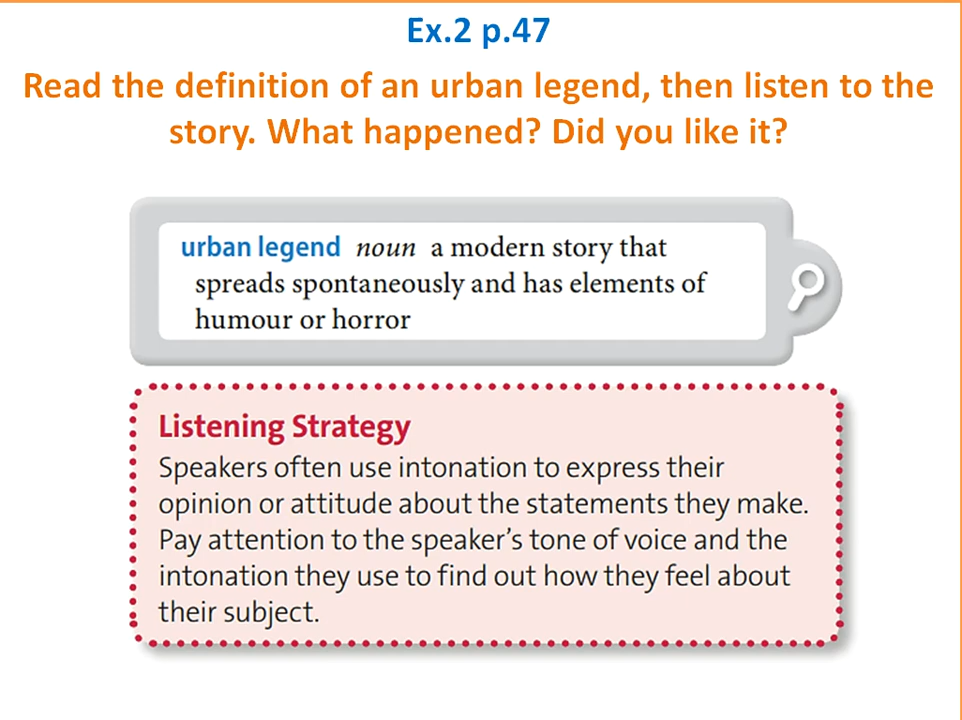 Ex.2 p.47
Read the definition of an urban legend, then listen to the
story. What happened? Did you like it?
urban legend noun a modern story that
spreads spontaneously and has elements of
humour or horror
Listening Strategy
Speakers often use intonation to express their
opinion or attitude about the statements they make.
Pay attention to the speaker's tone of voice and the
intonation they use to find out how they feel about
their subject.